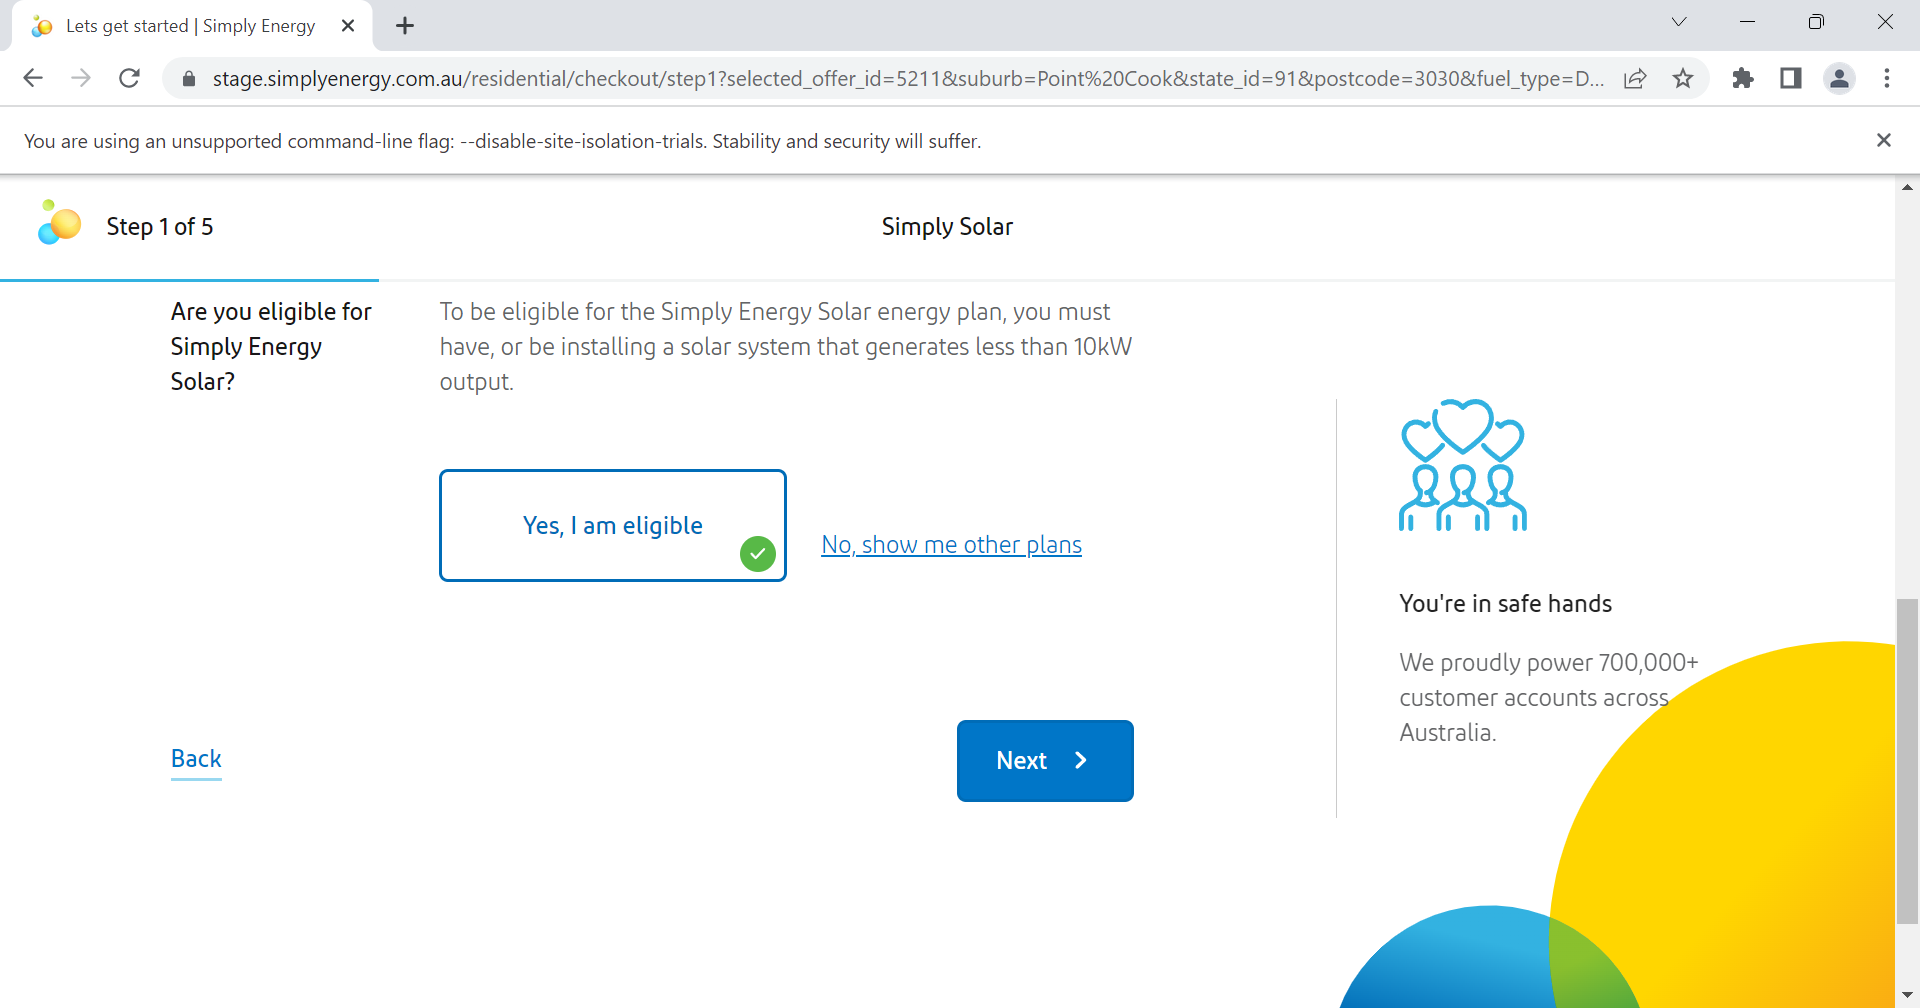 Lets get started | Simply Energy
stage.simplyenergy.com.au/residential/checkout/step1?selected_offer_id=5211&suburb=Point%20Cook&state_id=91&postcode=3030&fuel_type=D...
You are using an unsupported command-line flag: --disable-site-isolation-trials. Stability and security will suffer.
Step 1 of 5
Simply Solar
Are you eligible for
Simply Energy
Solar?
To be eligible for the Simply Energy Solar energy plan, you must
have, or be installing a solar system that generates less than 10kW
output.
Yes, I am eligible
No, show me other plans
You're in safe hands
We proudly power 700,000+
customer accounts across
Australia.
Back
Next